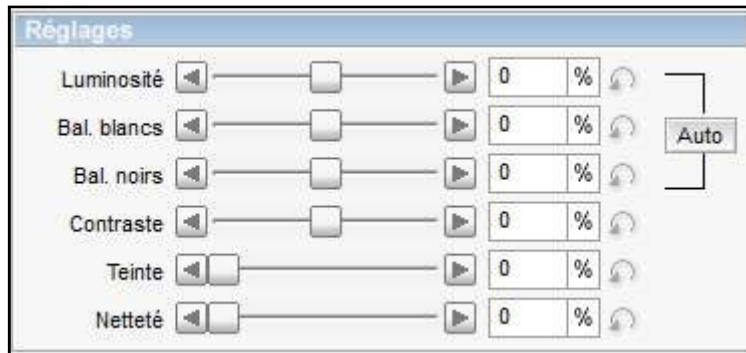 Réglages
Luminosité 0 %
Bal. blancs 0 %
Auto
Bal. noirs 0 %
Contraste 0 %
Teinte 0 %
Netteté 0 %